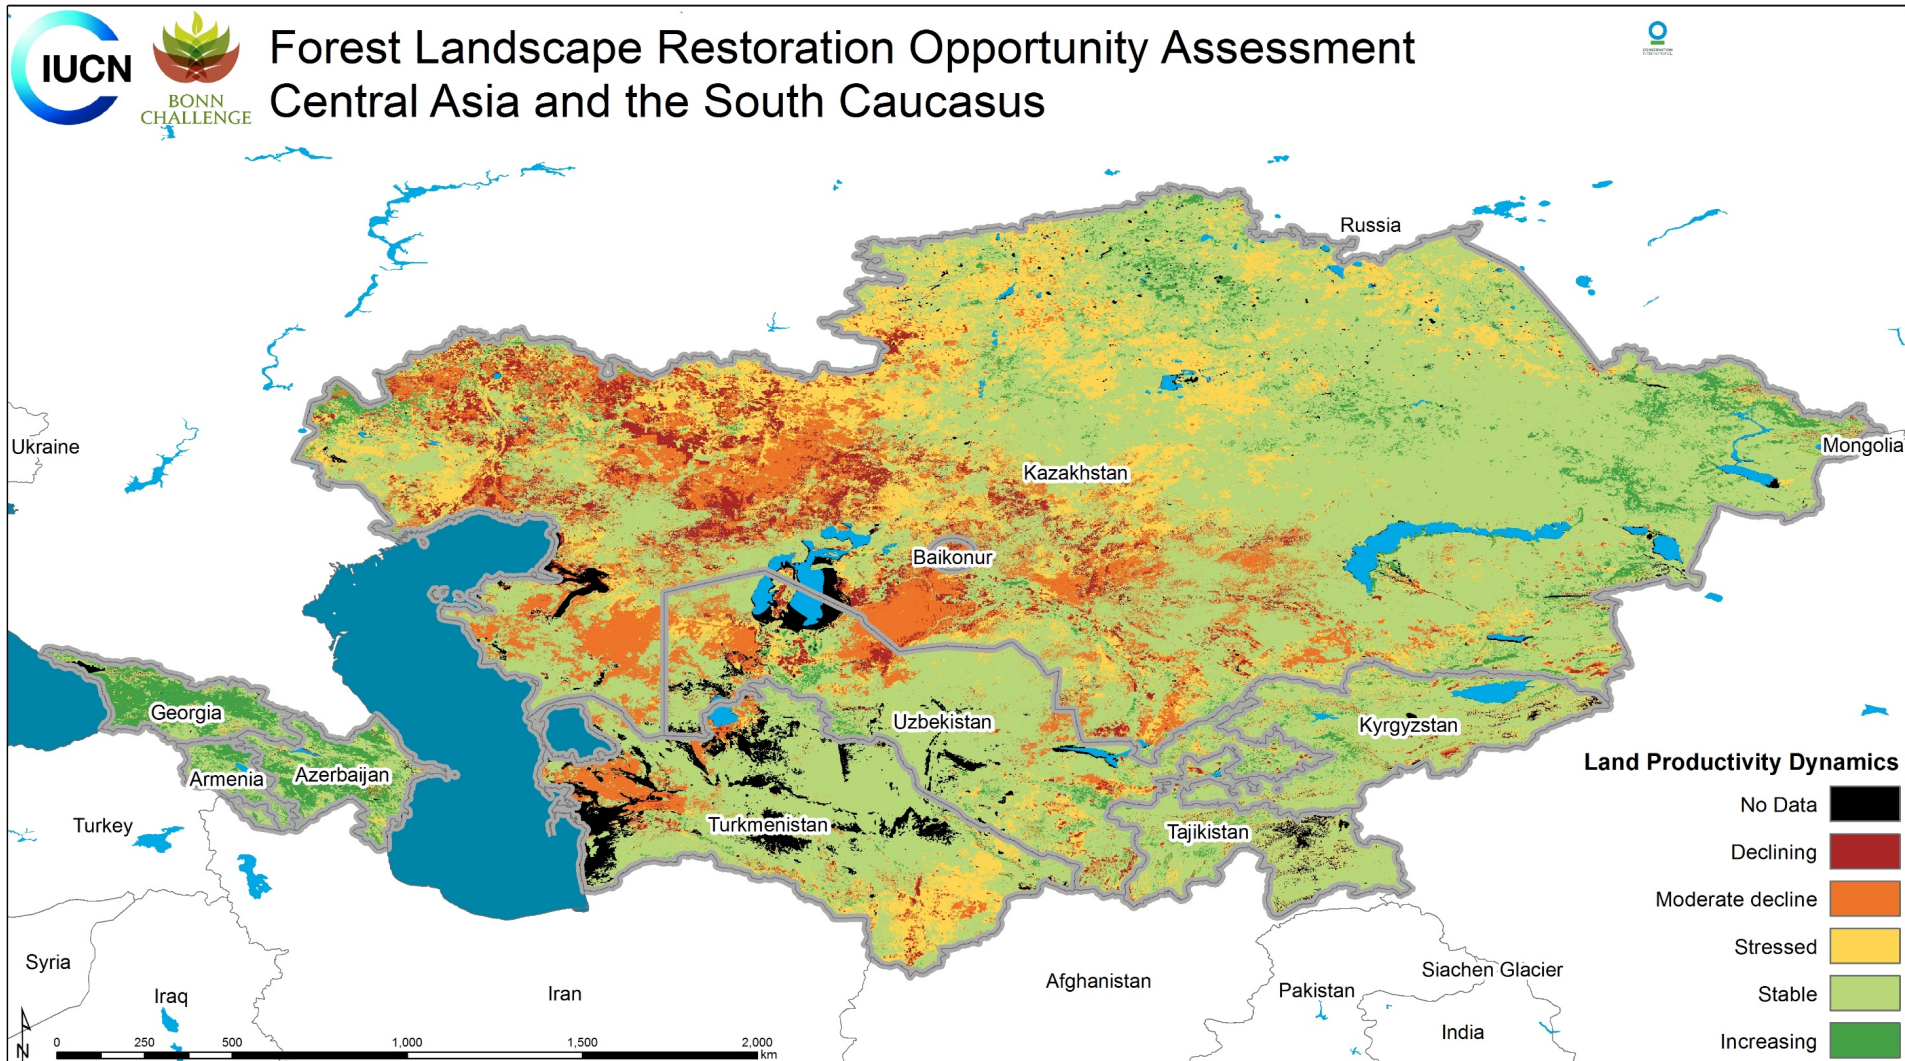 IUCN
BONN
CHALLENGE
Forest Landscape Restoration Opportunity Assessment
Central Asia and the South Caucasus
Russia
Ukraine
Mongolia
Kazakhstan
Baikonur
Georgia
Uzbekistan
Kyrgyzstan
Armenia
Azerbaijan
Turkey
Turkmenistan
Tajikistan
Syria
Iraq
Iran
Afghanistan
Pakistan
Siachen Glacier
India
Land Productivity Dynamics
No Data
Declining
Moderate decline
Stressed
Stable
Increasing
N
0 250 500 1,000 1,500 2,000
km